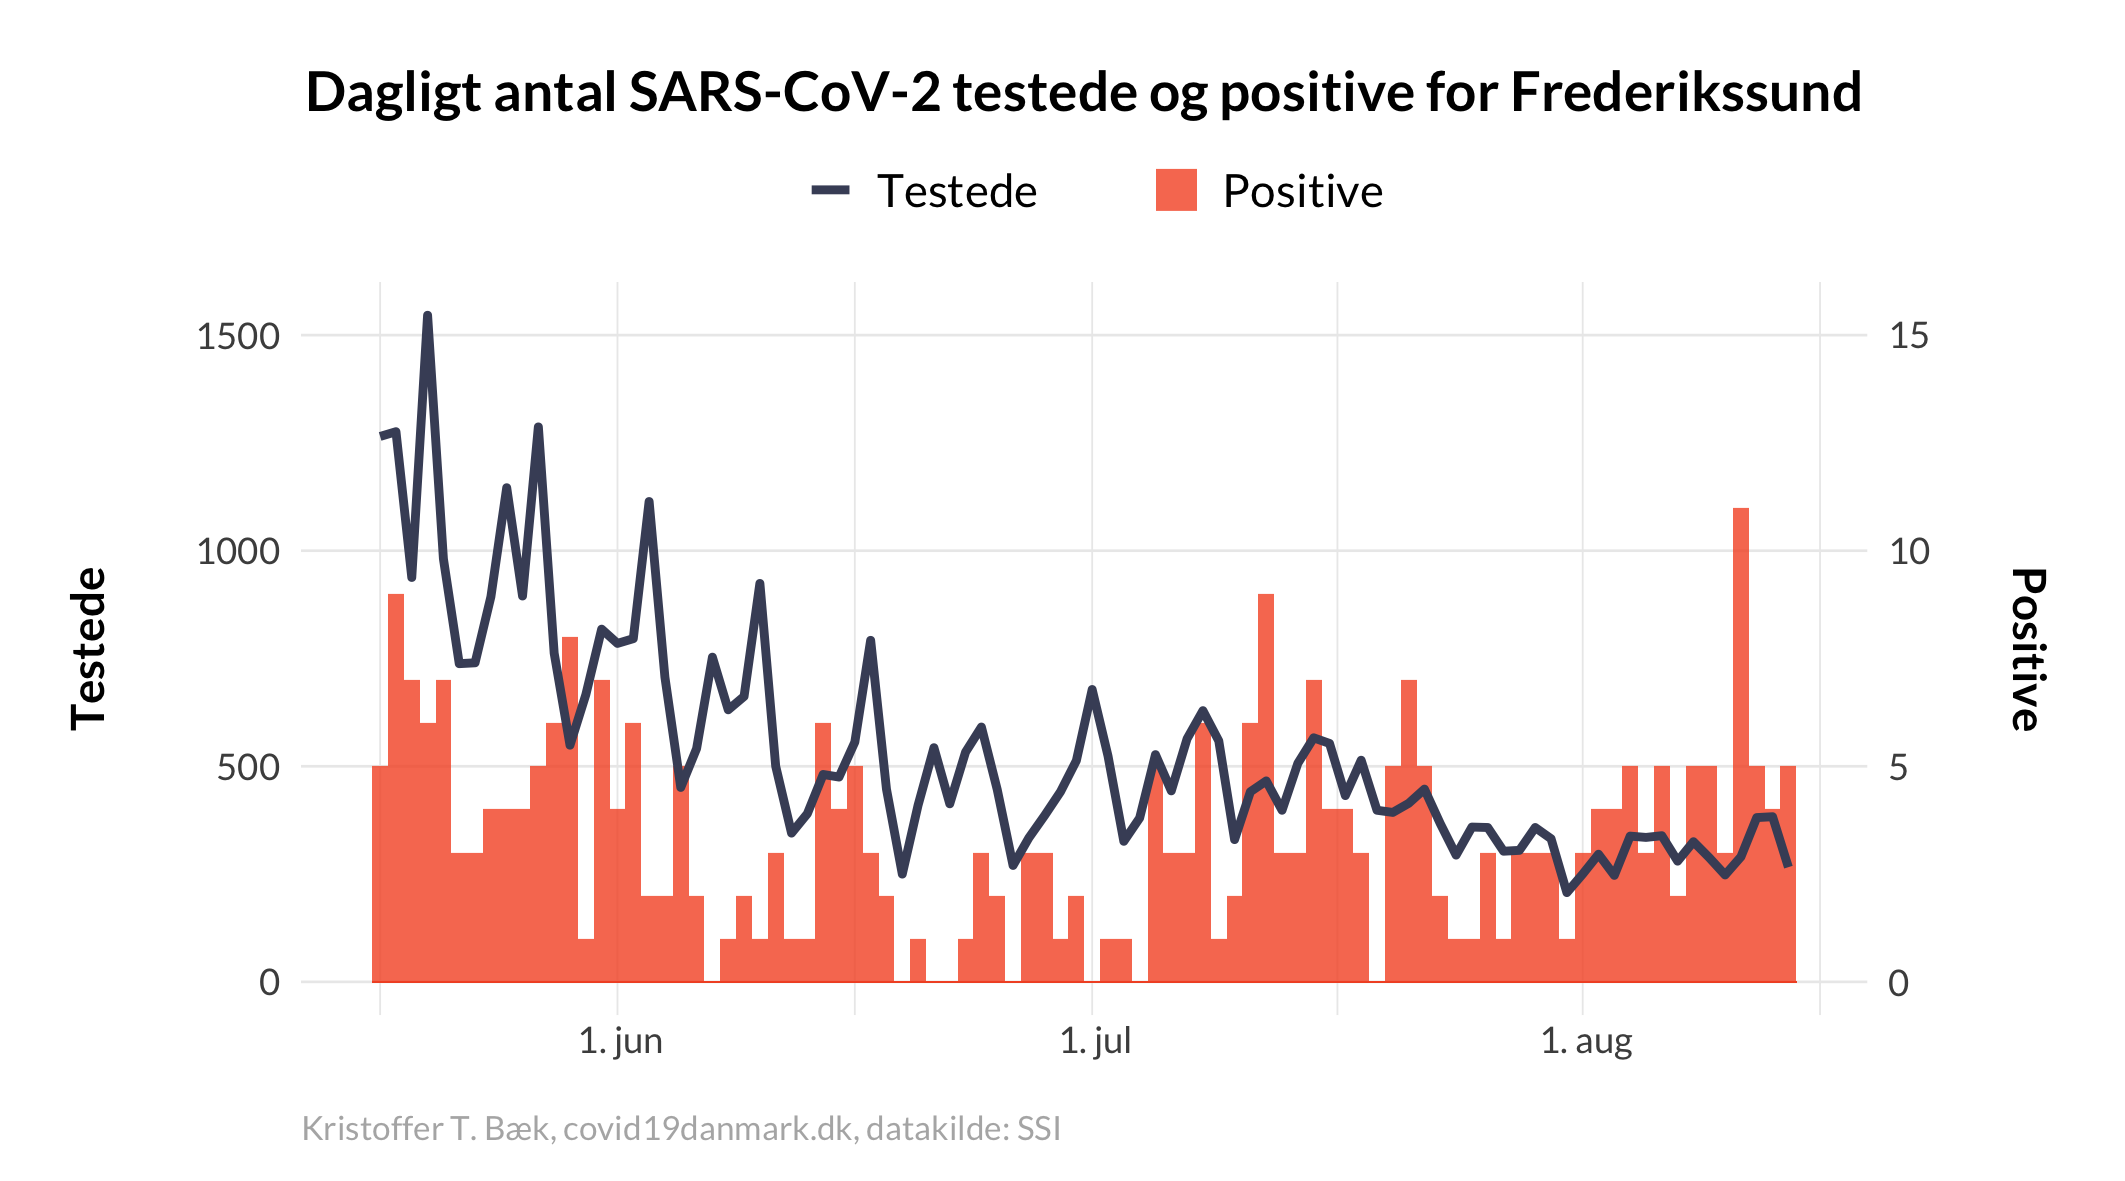 Dagligt antal SARS-CoV-2 testede og positive for Frederikssund
Testede
Positive
1500
1000
500
0
15
10
5
0
Testede
Positive
1. jun
1. jul
1. aug
Kristoffer T. Bæk, covid19danmark.dk, datakilde: SSI